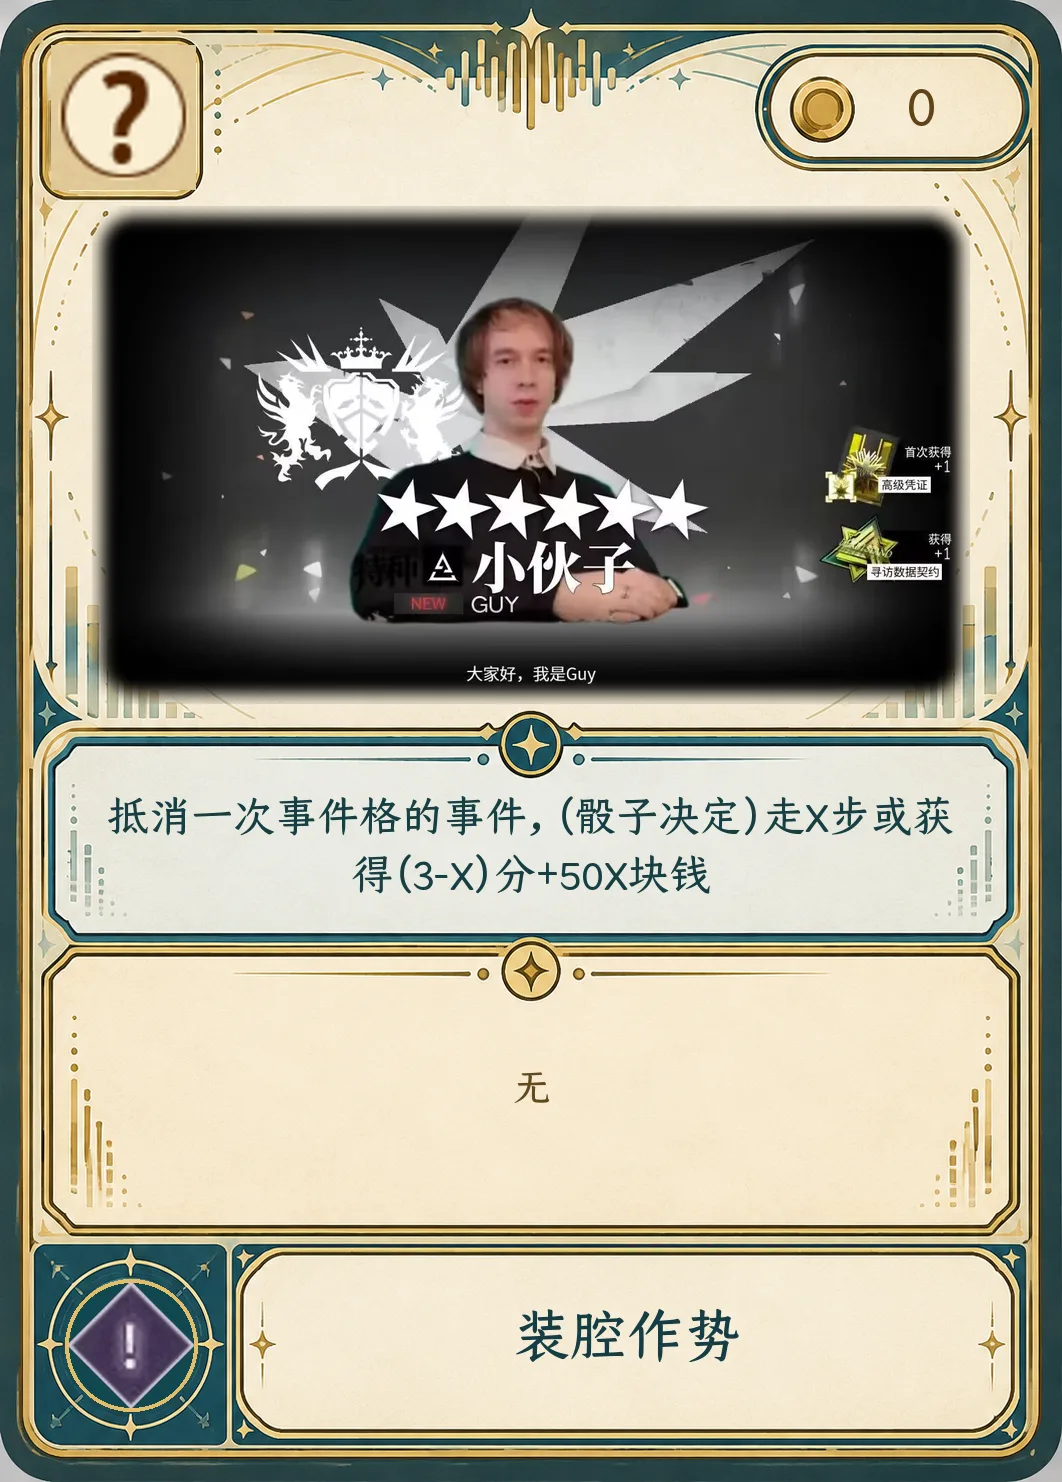 ?
0
首次获得
+1
高级凭证
获得
+1
寻访数据契约
特种
小伙子
NEW GUY
大家好，我是Guy
抵消一次事件格的事件，(骰子决定)走X步或获
得(3-X)分+50X块钱
无
!
装腔作势